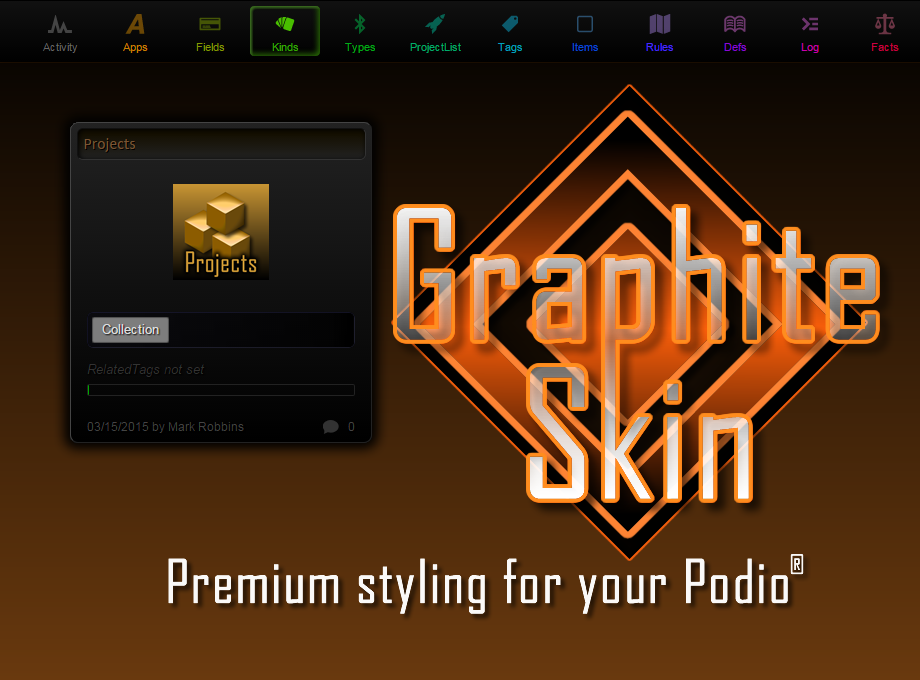 Activity Apps Fields Kinds Types ProjectList Tags Items Rules Defs Log Facts
Projects
Projects
Collection
RelatedTags not set
03/15/2015 by Mark Robbins 0
Graphite
Skin
Premium styling for your Podio®